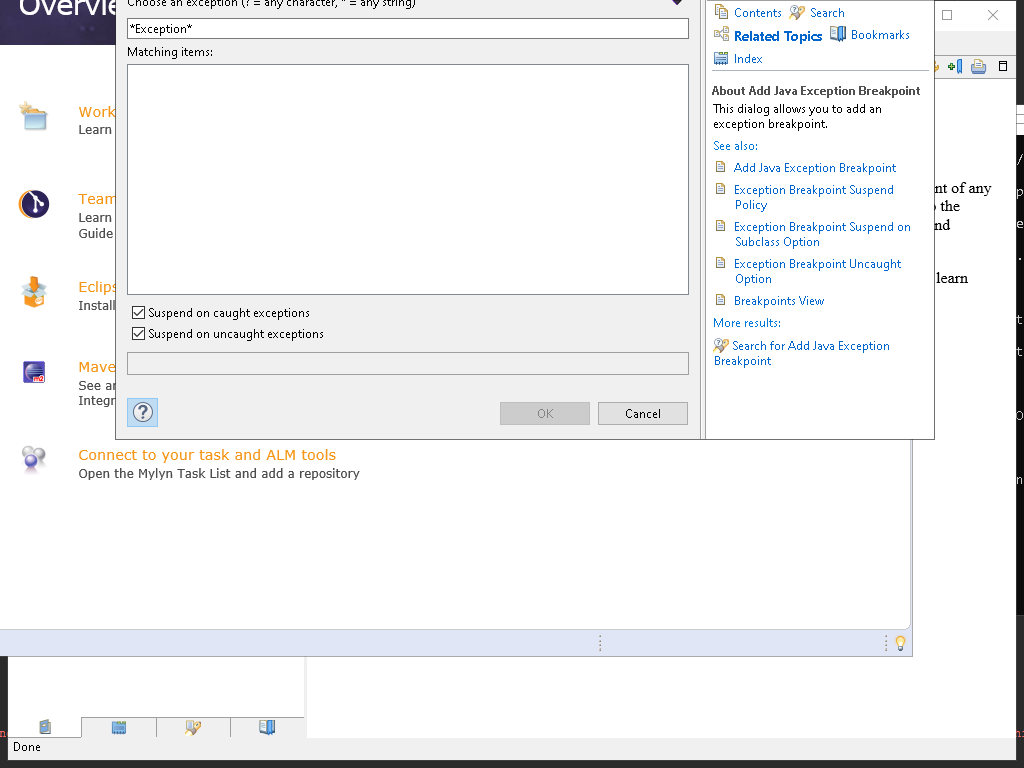 Overvie
Choose an exception (? = any character, * = any string)
*Exception*
Matching items:
Suspend on caught exceptions
Suspend on uncaught exceptions
?
OK
Cancel
Contents
Search
Related Topics
Bookmarks
Index
About Add Java Exception Breakpoint
This dialog allows you to add an
exception breakpoint.
See also:
Add Java Exception Breakpoint
Exception Breakpoint Suspend
Policy
Exception Breakpoint Suspend on
Subclass Option
Exception Breakpoint Uncaught
Option
Breakpoints View
More results:
Search for Add Java Exception
Breakpoint
Work
Learn
Team
Learn
Guide
Eclips
Install
Mave
See an
Integr
Connect to your task and ALM tools
Open the Mylyn Task List and add a repository
nt of any
the
nd
learn
Done